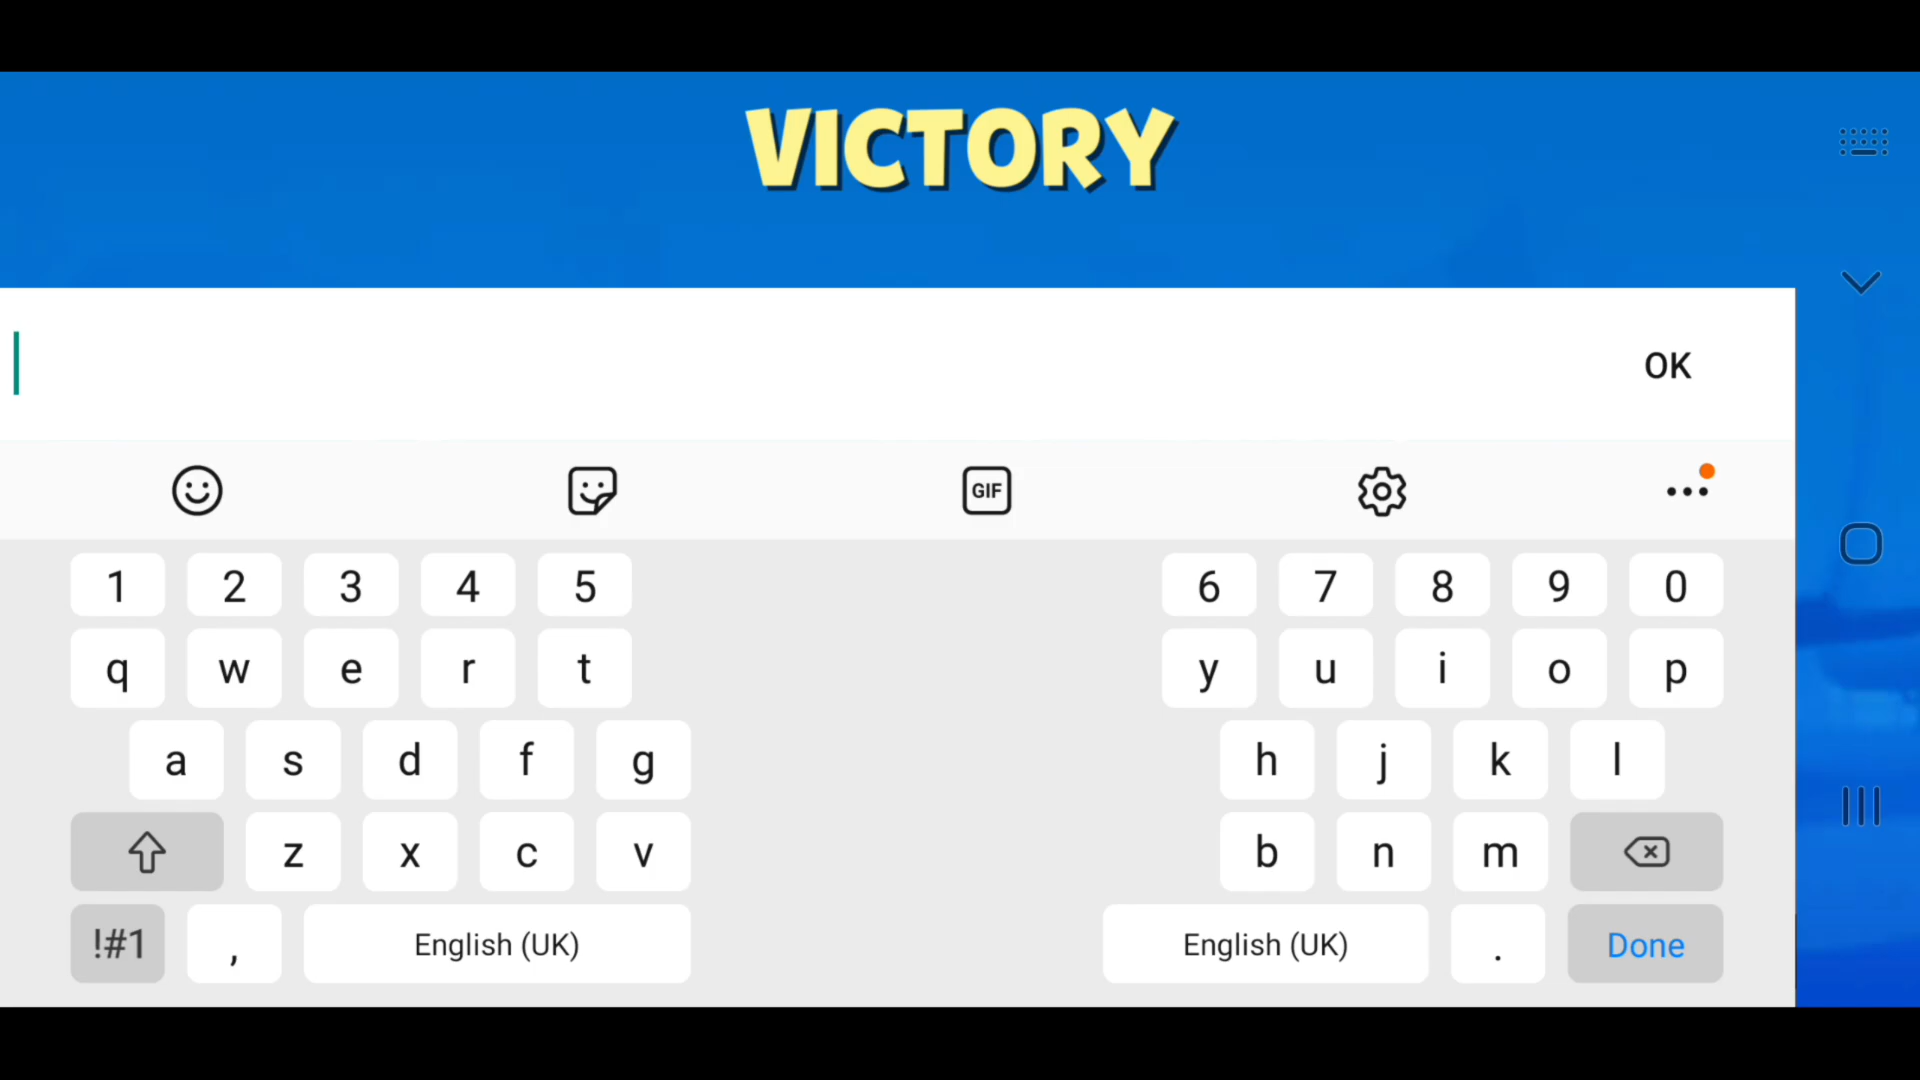 VICTORY
OK
GIF
1 2 3 4 5 6 7 8 9 0
q w e r t y u i o p
a s d f g h j k l
z x c v b n m
!#1 , English (UK) English (UK) . Done